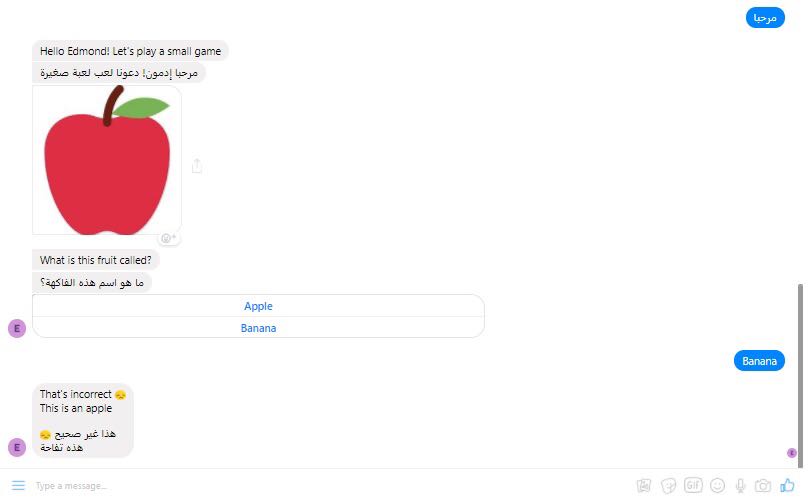 مرحبا
Hello Edmond! Let's play a small game
مرحبا إدمون! دعونا لعب لعبة صغيرة
What is this fruit called?
ما هو اسم هذه الفاكهة؟
Apple
Banana
E
Banana
That's incorrect 😞
This is an apple
هذا غير صحيح 😞
هذه تفاحة
E
E
Type a message...
GIF